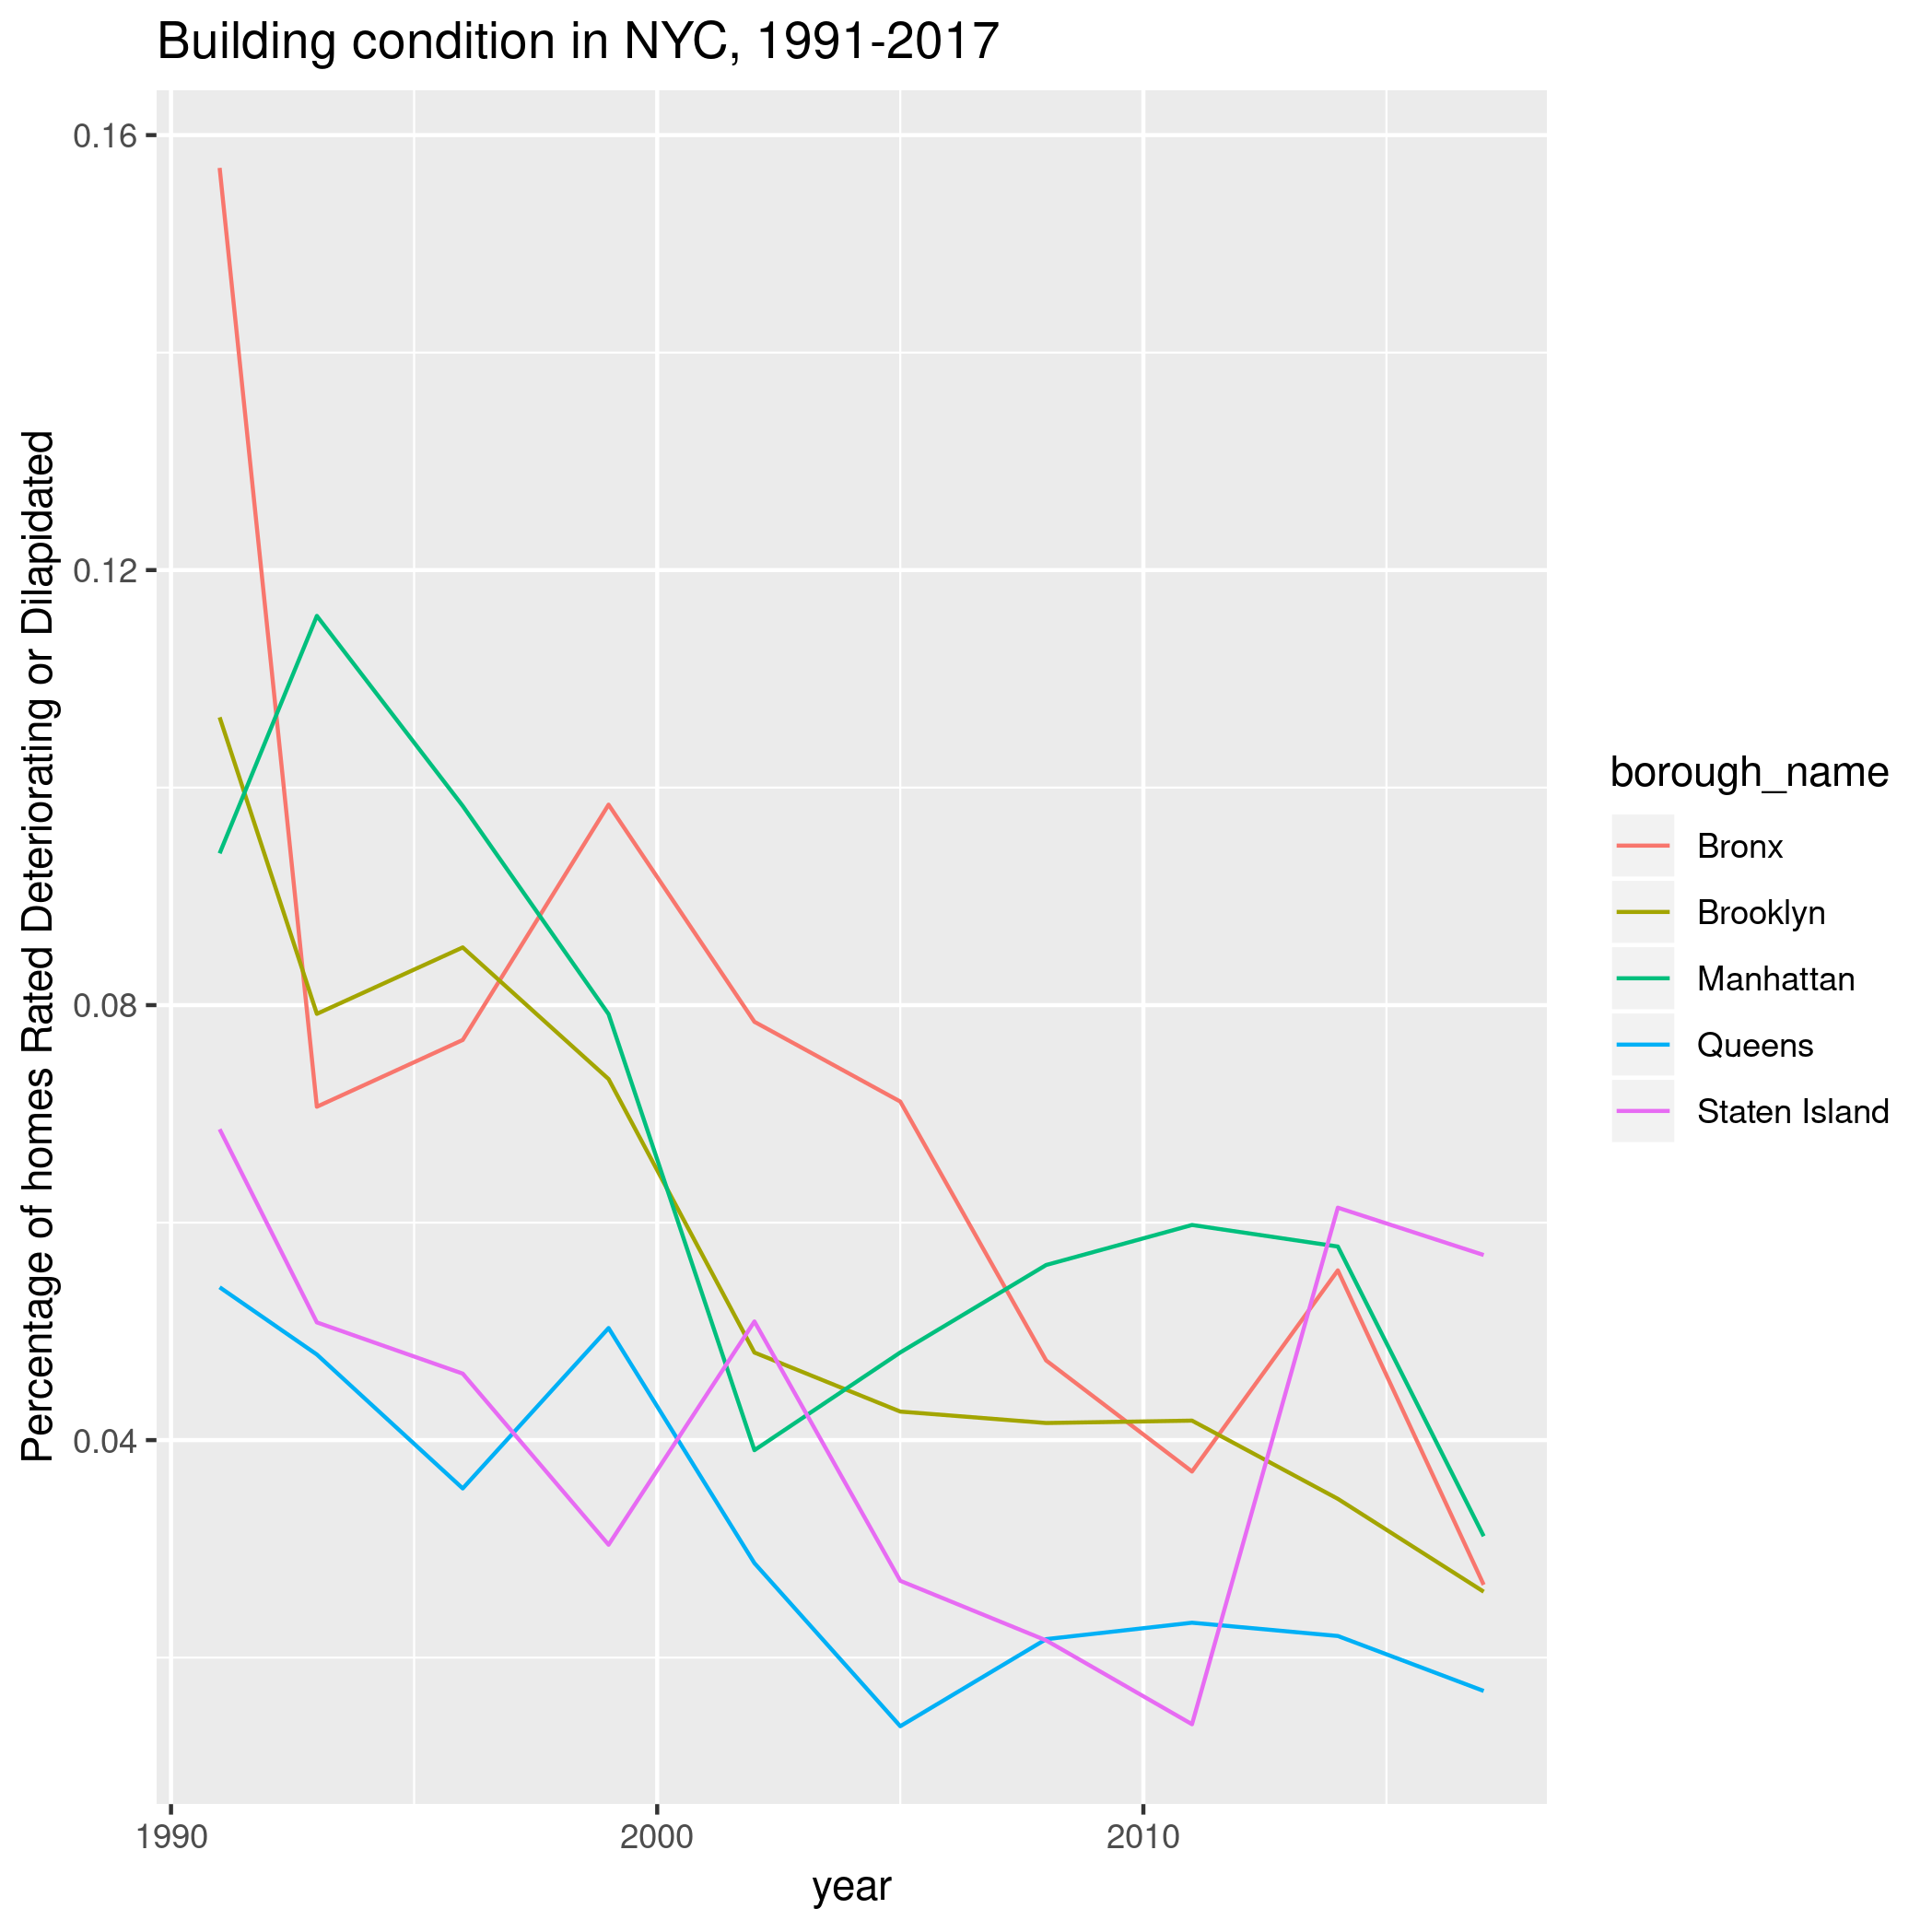 Building condition in NYC, 1991-2017
Percentage of homes Rated Deteriorating or Dilapidated
0.16
0.12
0.08
0.04
1990
2000
2010
year
borough_name
Bronx
Brooklyn
Manhattan
Queens
Staten Island